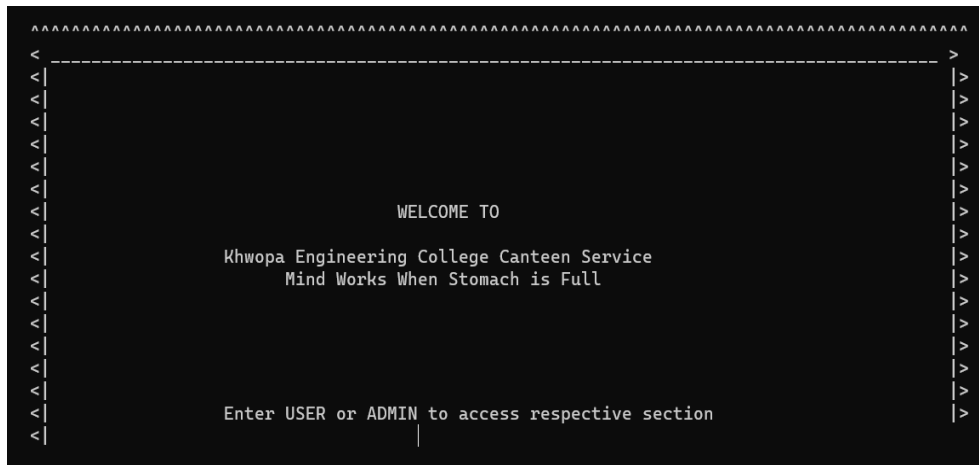 WELCOME TO
Khwopa Engineering College Canteen Service
Mind Works When Stomach is Full
Enter USER or ADMIN to access respective section